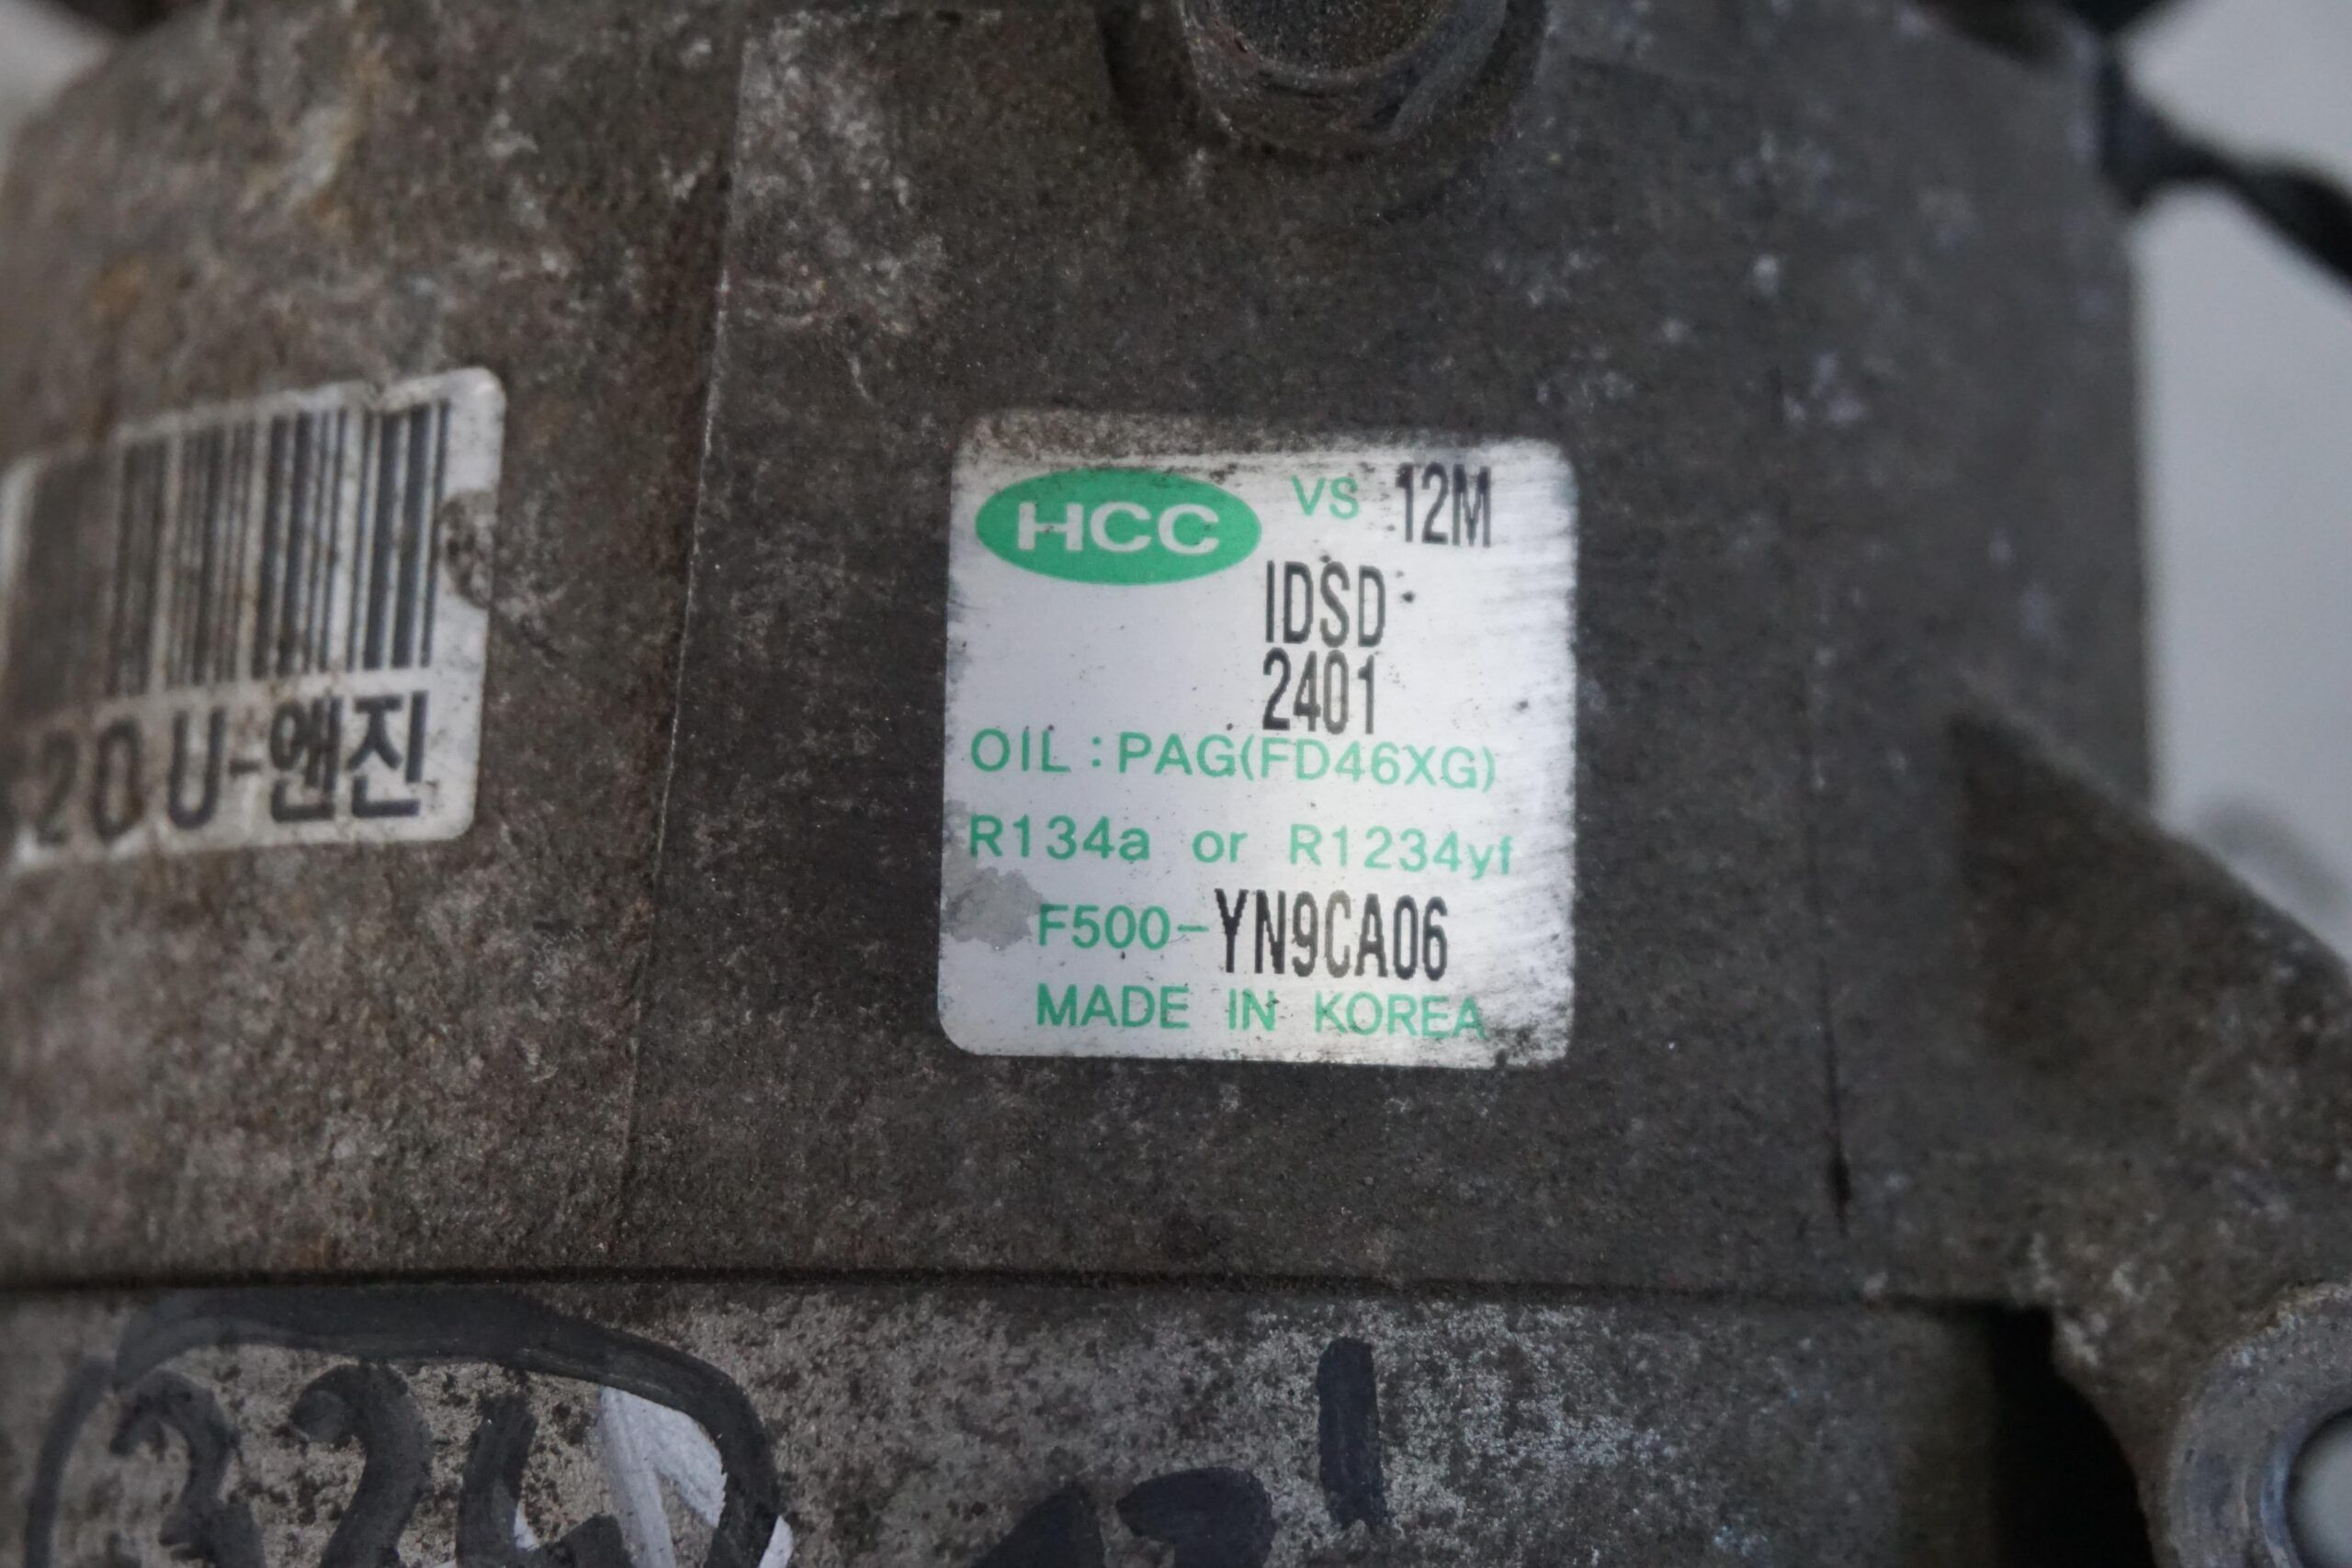 HCC VS 12M
IDSD
2401
OIL : PAG(FD46XG)
R134a or R1234yf
F500-YN9CA06
MADE IN KOREA
20 U-엔진
324